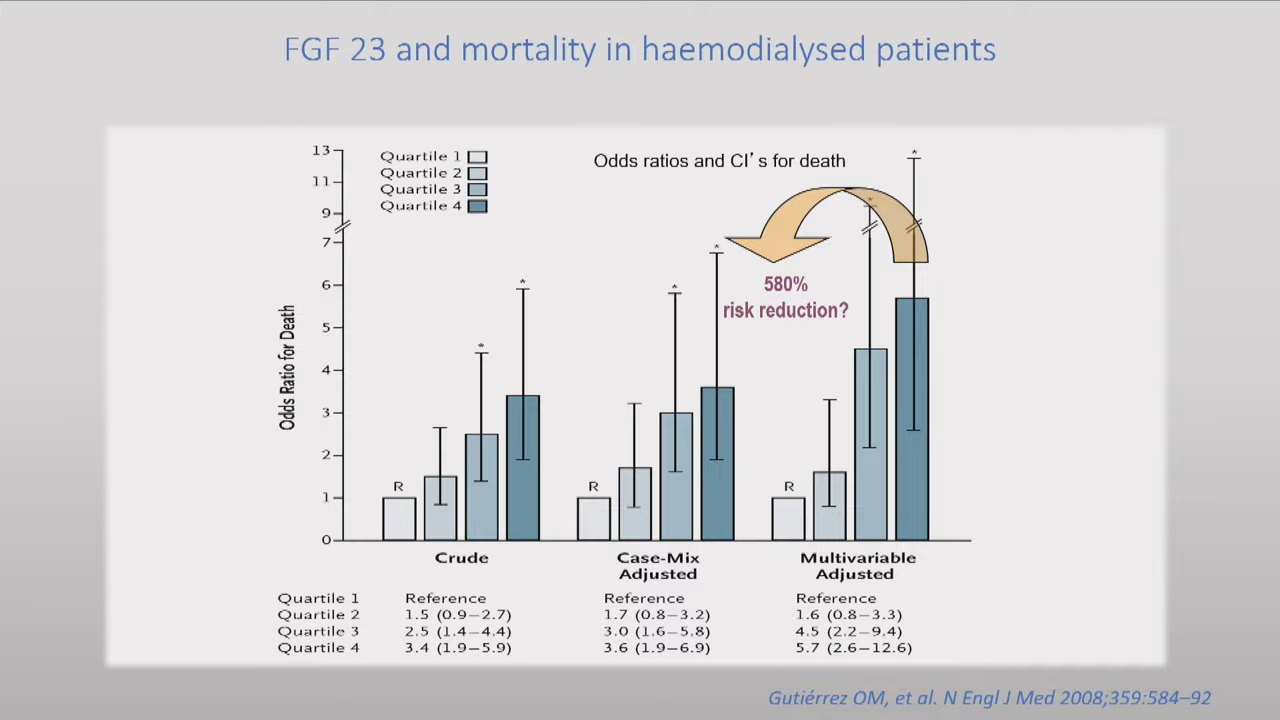 FGF 23 and mortality in haemodialysed patients
Odds ratios and CI's for death
Quartile 1
Quartile 2
Quartile 3
Quartile 4
13
11
9
7
6
5
4
3
2
1
0
Odds Ratio for Death
580%
risk reduction?
R
*
*
R
*
*
R
*
*
Crude
Case-Mix
Adjusted
Multivariable
Adjusted
Quartile 1 Reference Reference Reference
Quartile 2 1.5 (0.9–2.7) 1.7 (0.8–3.2) 1.6 (0.8–3.3)
Quartile 3 2.5 (1.4–4.4) 3.0 (1.6–5.8) 4.5 (2.2–9.4)
Quartile 4 3.4 (1.9–5.9) 3.6 (1.9–6.9) 5.7 (2.6–12.6)
Gutiérrez OM, et al. N Engl J Med 2008;359:584–92